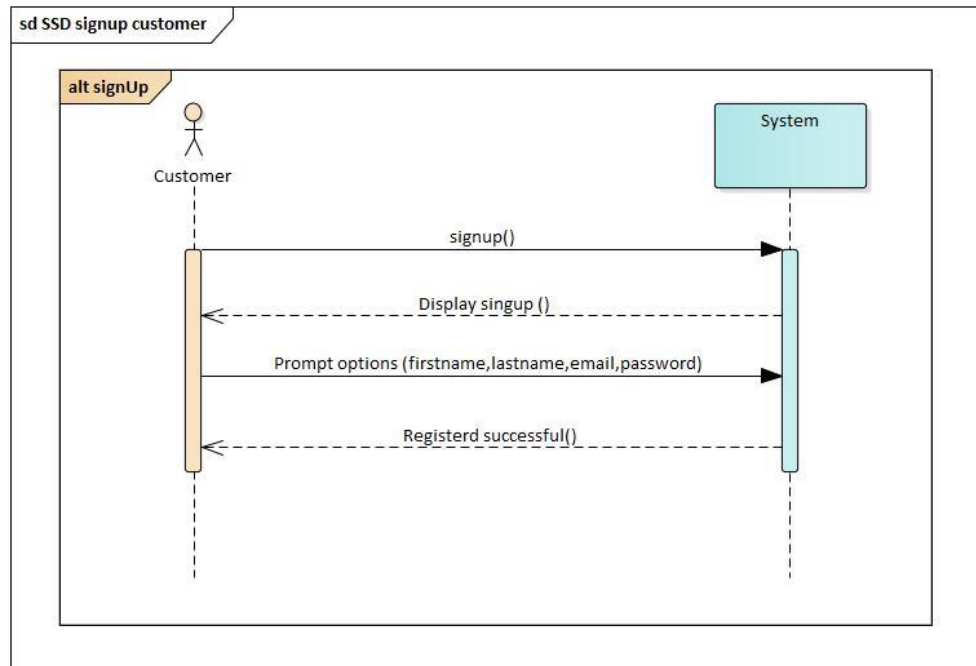 sd SSD signup customer
alt signUp
System
Customer
signup()
Display singup ()
Prompt options (firstname,lastname,email,password)
Registerd successful()